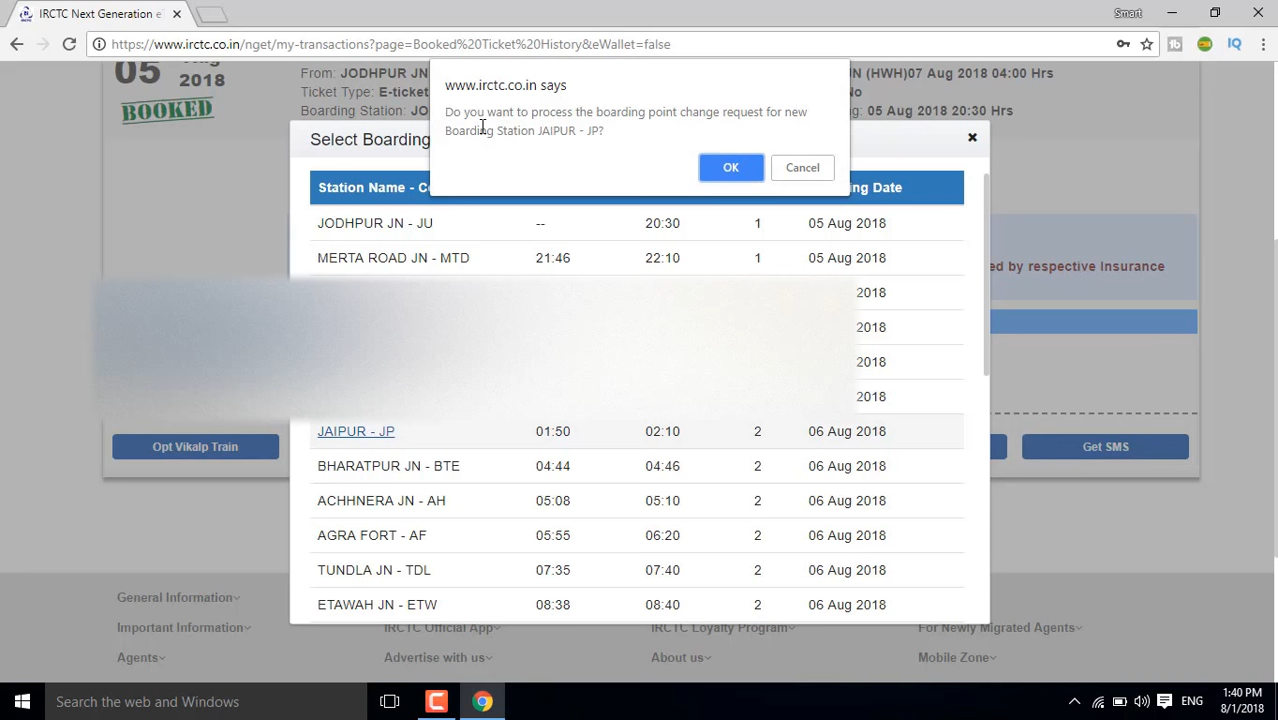 IRCTC Next Generation e
Smart
https://www.irctc.co.in/nget/my-transactions?page=Booked%20Ticket%20History&eWallet=false
05
2018
BOOKED
From: JODHPUR JN
(HWH)07 Aug 2018 04:00 Hrs
Ticket Type: E-ticket
No
Boarding Station: JO
05 Aug 2018 20:30 Hrs
www.irctc.co.in says
Do you want to process the boarding point change request for new
Boarding Station JAIPUR - JP?
OK
Cancel
Select Boarding
Station Name - Co
ing Date
JODHPUR JN - JU -- 20:30 1 05 Aug 2018
MERTA ROAD JN - MTD 21:46 22:10 1 05 Aug 2018
ed by respective Insurance
2018
2018
2018
2018
JAIPUR - JP 01:50 02:10 2 06 Aug 2018
Opt Vikalp Train
Get SMS
BHARATPUR JN - BTE 04:44 04:46 2 06 Aug 2018
ACHHNERA JN - AH 05:08 05:10 2 06 Aug 2018
AGRA FORT - AF 05:55 06:20 2 06 Aug 2018
TUNDLA JN - TDL 07:35 07:40 2 06 Aug 2018
ETAWAH JN - ETW 08:38 08:40 2 06 Aug 2018
General Information
Important Information
IRCTC Official App
IRCTC Loyalty Program
For Newly Migrated Agents
Agents
Advertise with us
About us
Mobile Zone
Search the web and Windows
ENG
1:40 PM
8/1/2018